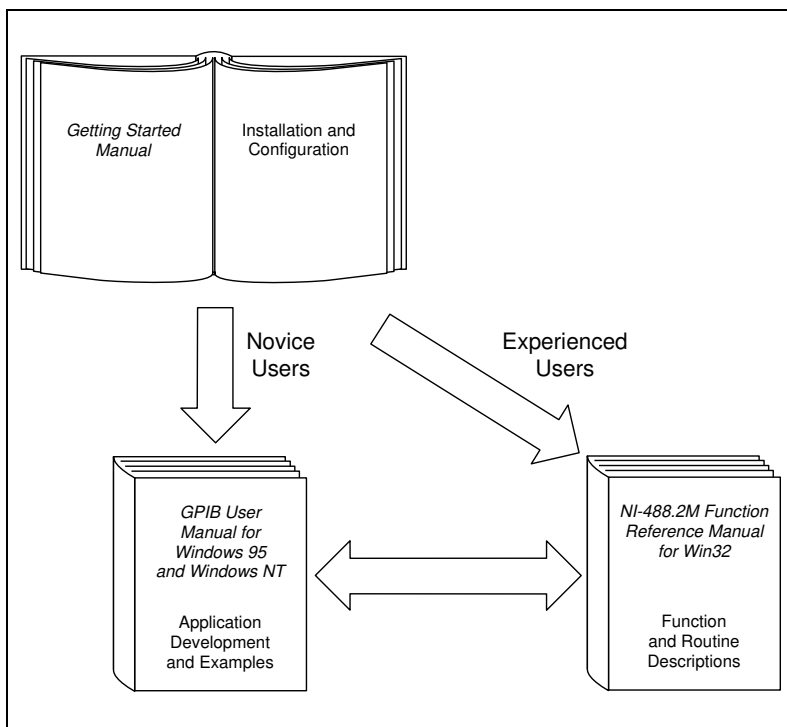 Getting Started
Manual
Installation and
Configuration
Novice
Users
Experienced
Users
GPIB User
Manual for
Windows 95
and Windows NT
Application
Development
and Examples
NI-488.2M Function
Reference Manual
for Win32
Function
and Routine
Descriptions